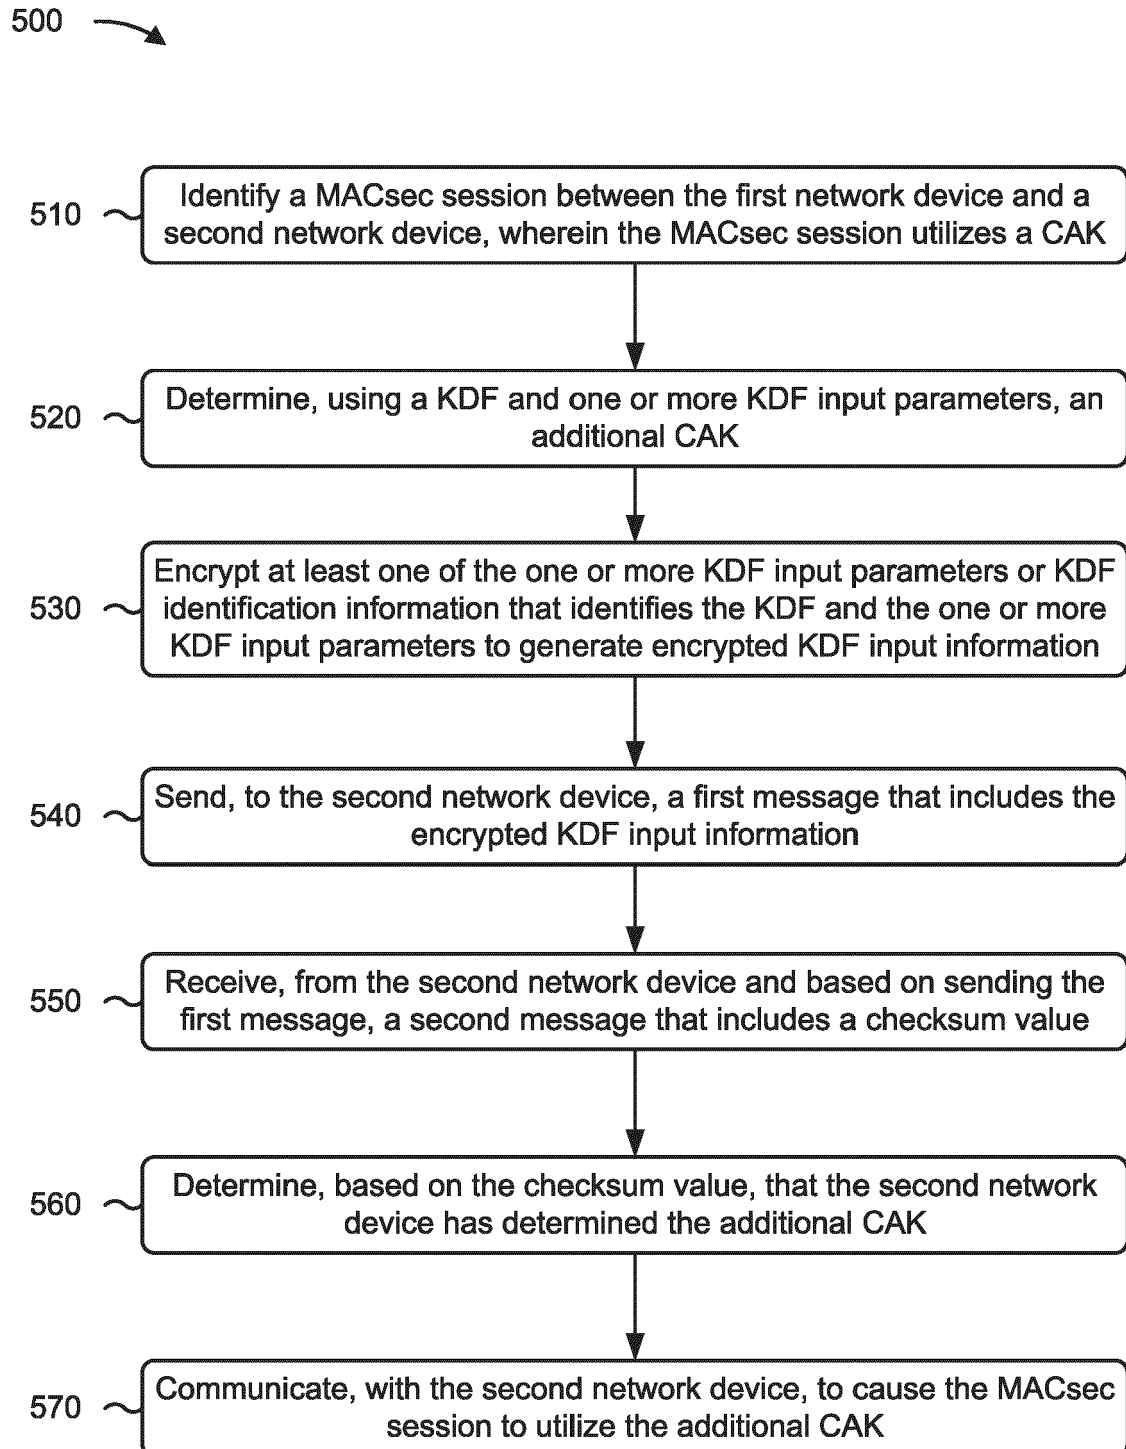 500
510
Identify a MACsec session between the first network device and a
second network device, wherein the MACsec session utilizes a CAK
520
Determine, using a KDF and one or more KDF input parameters, an
additional CAK
530
Encrypt at least one of the one or more KDF input parameters or KDF
identification information that identifies the KDF and the one or more
KDF input parameters to generate encrypted KDF input information
540
Send, to the second network device, a first message that includes the
encrypted KDF input information
550
Receive, from the second network device and based on sending the
first message, a second message that includes a checksum value
560
Determine, based on the checksum value, that the second network
device has determined the additional CAK
570
Communicate, with the second network device, to cause the MACsec
session to utilize the additional CAK